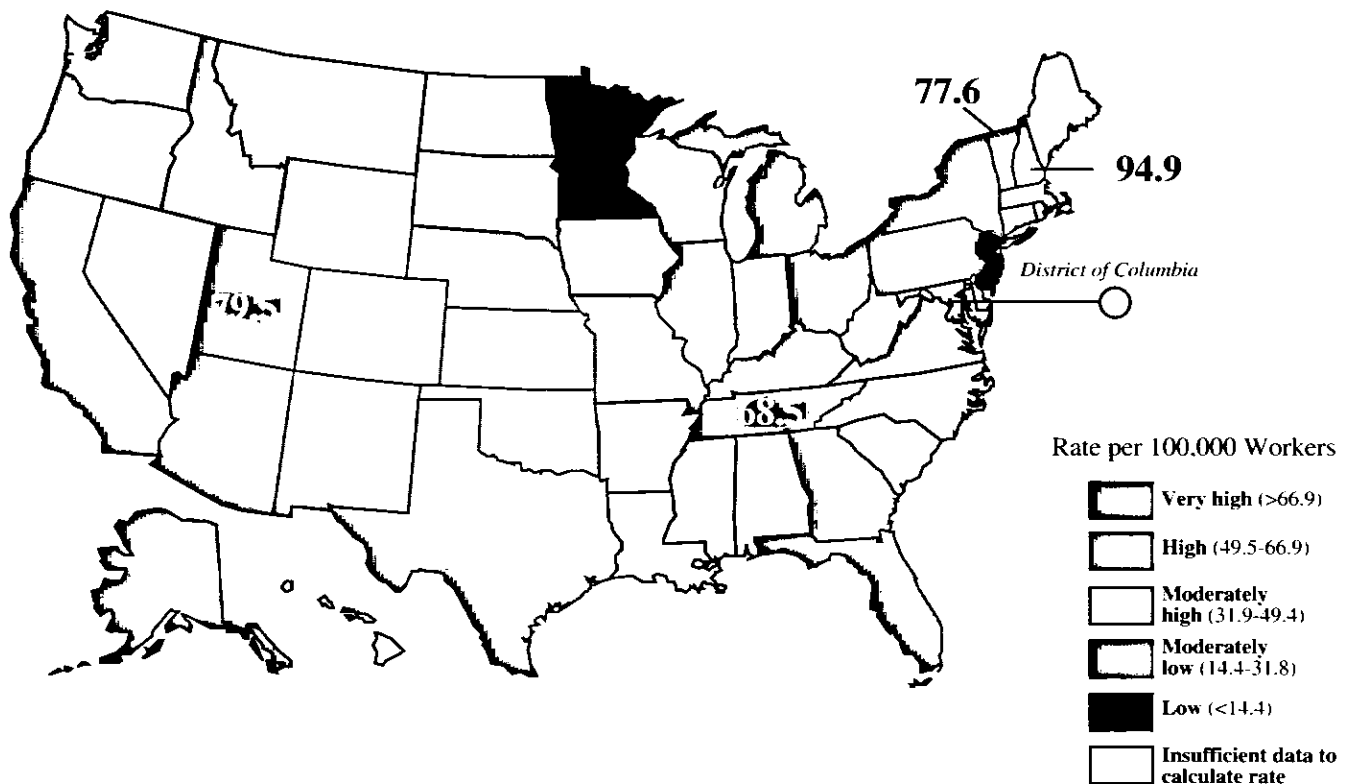 77.6
94.9
District of Columbia
68.5
Rate per 100,000 Workers
Very high (>66.9)
High (49.5-66.9)
Moderately
high (31.9-49.4)
Moderately
low (14.4-31.8)
Low (<14.4)
Insufficient data to
calculate rate